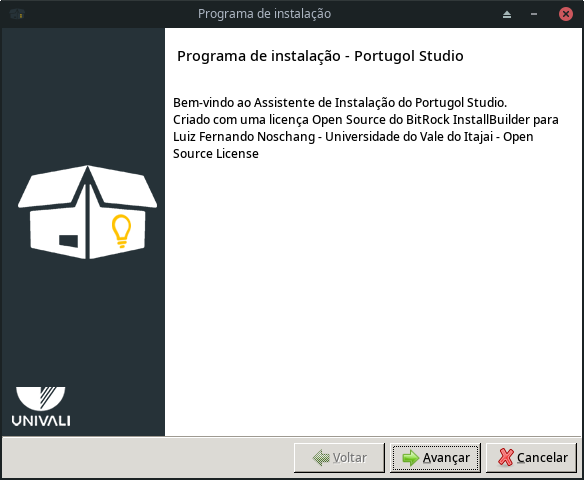 Programa de instalação
Programa de instalação - Portugol Studio
Bem-vindo ao Assistente de Instalação do Portugol Studio.
Criado com uma licença Open Source do BitRock InstallBuilder para
Luiz Fernando Noschang - Universidade do Vale do Itajai - Open
Source License
UNIVALI
Voltar
Avançar
Cancelar